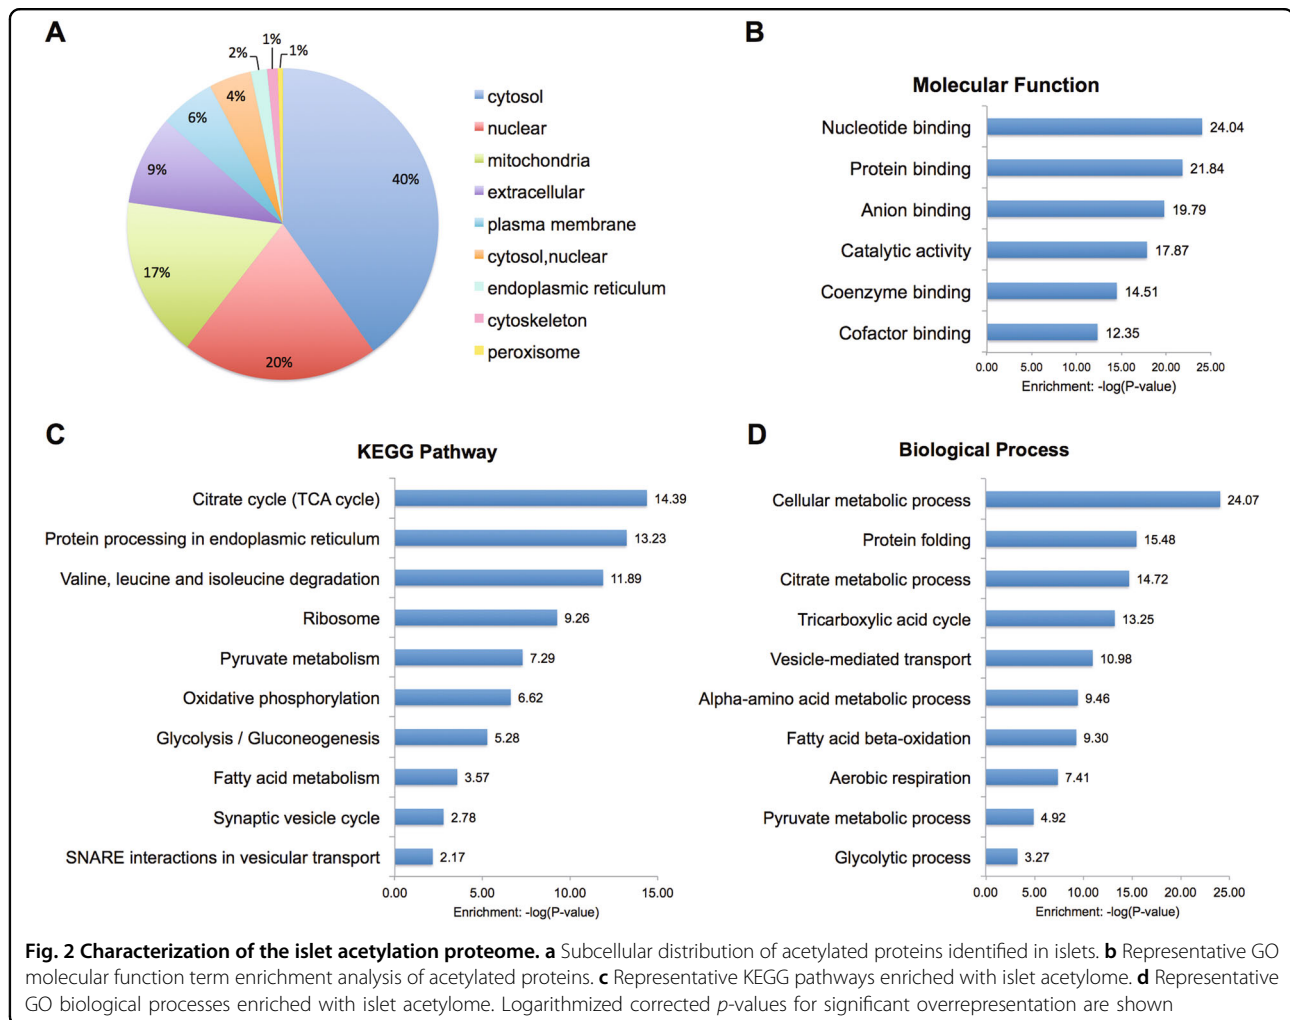 A
1%
2%
1%
4%
6%
9%
40%
17%
20%
cytosol
nuclear
mitochondria
extracellular
plasma membrane
cytosol,nuclear
endoplasmic reticulum
cytoskeleton
peroxisome
B
Molecular Function
Nucleotide binding 24.04
Protein binding 21.84
Anion binding 19.79
Catalytic activity 17.87
Coenzyme binding 14.51
Cofactor binding 12.35
0.00 5.00 10.00 15.00 20.00 25.00
Enrichment: -log(P-value)
C
KEGG Pathway
Citrate cycle (TCA cycle) 14.39
Protein processing in endoplasmic reticulum 13.23
Valine, leucine and isoleucine degradation 11.89
Ribosome 9.26
Pyruvate metabolism 7.29
Oxidative phosphorylation 6.62
Glycolysis / Gluconeogenesis 5.28
Fatty acid metabolism 3.57
Synaptic vesicle cycle 2.78
SNARE interactions in vesicular transport 2.17
0.00 5.00 10.00 15.00
Enrichment: -log(P-value)
D
Biological Process
Cellular metabolic process 24.07
Protein folding 15.48
Citrate metabolic process 14.72
Tricarboxylic acid cycle 13.25
Vesicle-mediated transport 10.98
Alpha-amino acid metabolic process 9.46
Fatty acid beta-oxidation 9.30
Aerobic respiration 7.41
Pyruvate metabolic process 4.92
Glycolytic process 3.27
0.00 5.00 10.00 15.00 20.00 25.00
Enrichment: -log(P-value)
Fig. 2 Characterization of the islet acetylation proteome. a Subcellular distribution of acetylated proteins identified in islets. b Representative GO
molecular function term enrichment analysis of acetylated proteins. c Representative KEGG pathways enriched with islet acetylome. d Representative
GO biological processes enriched with islet acetylome. Logarithmized corrected p-values for significant overrepresentation are shown